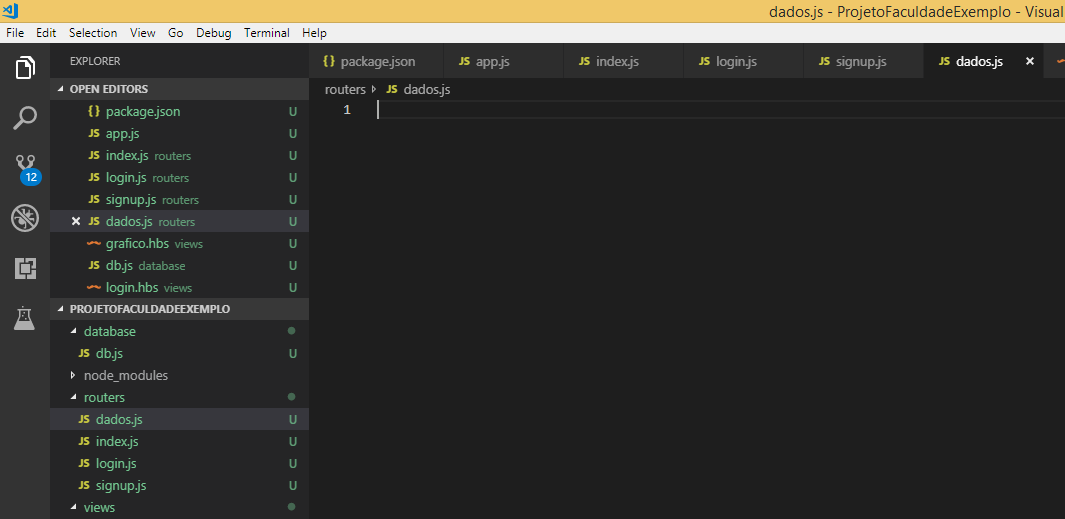 dados.js - ProjetoFaculdadeExemplo - Visual
File Edit Selection View Go Debug Terminal Help
EXPLORER
{} package.json JS app.js JS index.js JS login.js JS signup.js JS dados.js ×
OPEN EDITORS
routers JS dados.js
{} package.json U
1
JS app.js U
JS index.js routers U
JS login.js routers U
12
JS signup.js routers U
× JS dados.js routers U
grafico.hbs views U
JS db.js database U
login.hbs views U
PROJETOFACULDADEEXEMPLO
database
JS db.js U
node_modules
routers
JS dados.js U
JS index.js U
JS login.js U
JS signup.js U
views